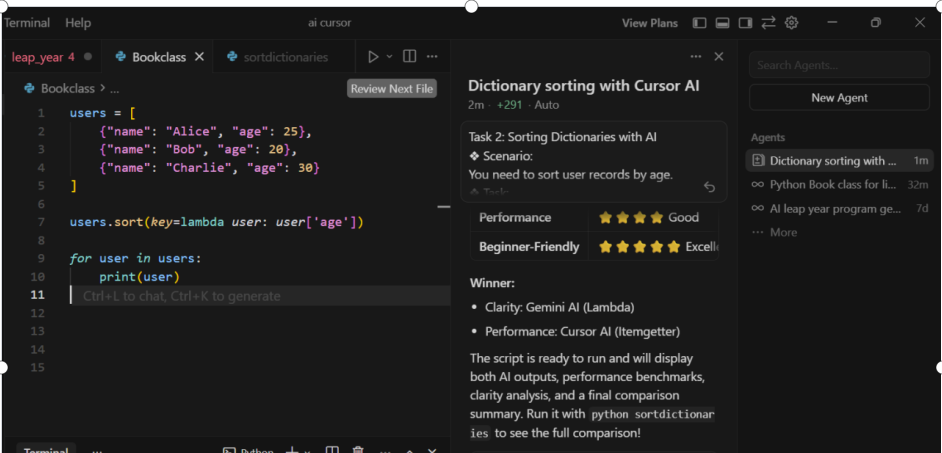 Terminal Help
ai cursor
View Plans
leap_year 4
Bookclass
sortdictionaries
Bookclass > ...
Review Next File
1 users = [
2 {"name": "Alice", "age": 25},
3 {"name": "Bob", "age": 20},
4 {"name": "Charlie", "age": 30}
5 ]
6
7 users.sort(key=lambda user: user['age'])
8
9 for user in users:
10 print(user)
11 Ctrl+L to chat, Ctrl+K to generate
12
13
14
15
Terminal ...
Python
Dictionary sorting with Cursor AI
2m · +291 · Auto
Task 2: Sorting Dictionaries with AI
❖ Scenario:
You need to sort user records by age.
❖ Task
Performance ⭐⭐⭐⭐ Good
Beginner-Friendly ⭐⭐⭐⭐⭐ Excelle
Winner:
• Clarity: Gemini AI (Lambda)
• Performance: Cursor AI (Itemgetter)
The script is ready to run and will display
both AI outputs, performance benchmarks,
clarity analysis, and a final comparison
summary. Run it with python sortdictionar
ies to see the full comparison!
Search Agents...
New Agent
Agents
Dictionary sorting with ... 1m
Python Book class for li... 32m
AI leap year program ge... 7d
More